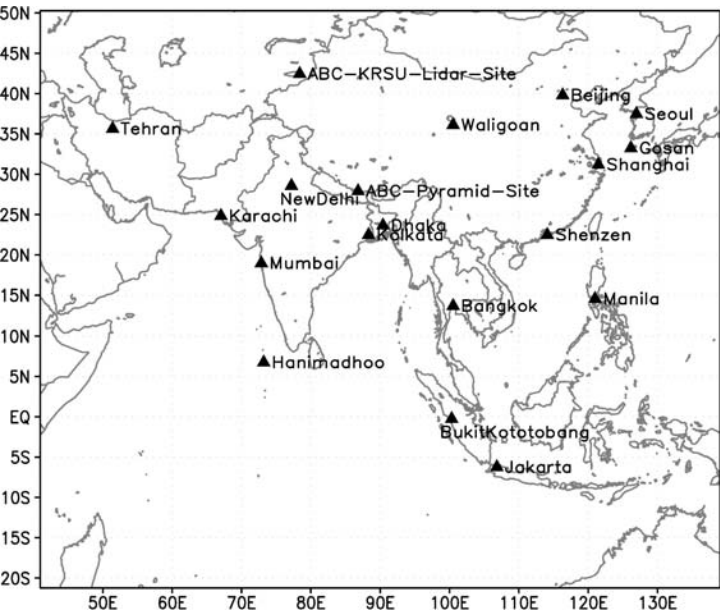 50N
45N
ABC-KRSU-Lidar-Site
40N
Beijing
Seoul
35N
Tehran
Waligoan
Gosan
Shanghai
30N
ABC-Pyramid-Site
NewDelhi
25N
Karachi
Dhaka
Kolkata
Shenzen
20N
Mumbai
15N
Bangkok
Manila
10N
Hanimadhoo
5N
EQ
BukitKototobang
5S
Jakarta
10S
15S
20S
50E 60E 70E 80E 90E 100E 110E 120E 130E